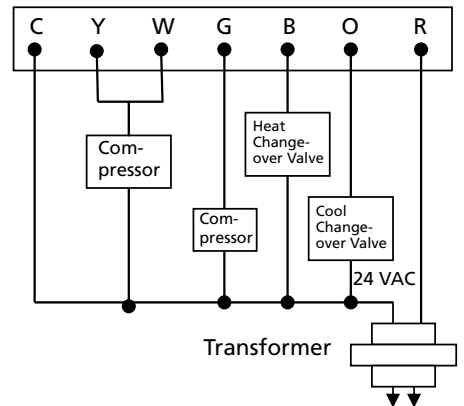 C Y W G B O R
Com-
pressor
Com-
pressor
Heat
Change-
over Valve
Cool
Change-
over Valve
24 VAC
Transformer